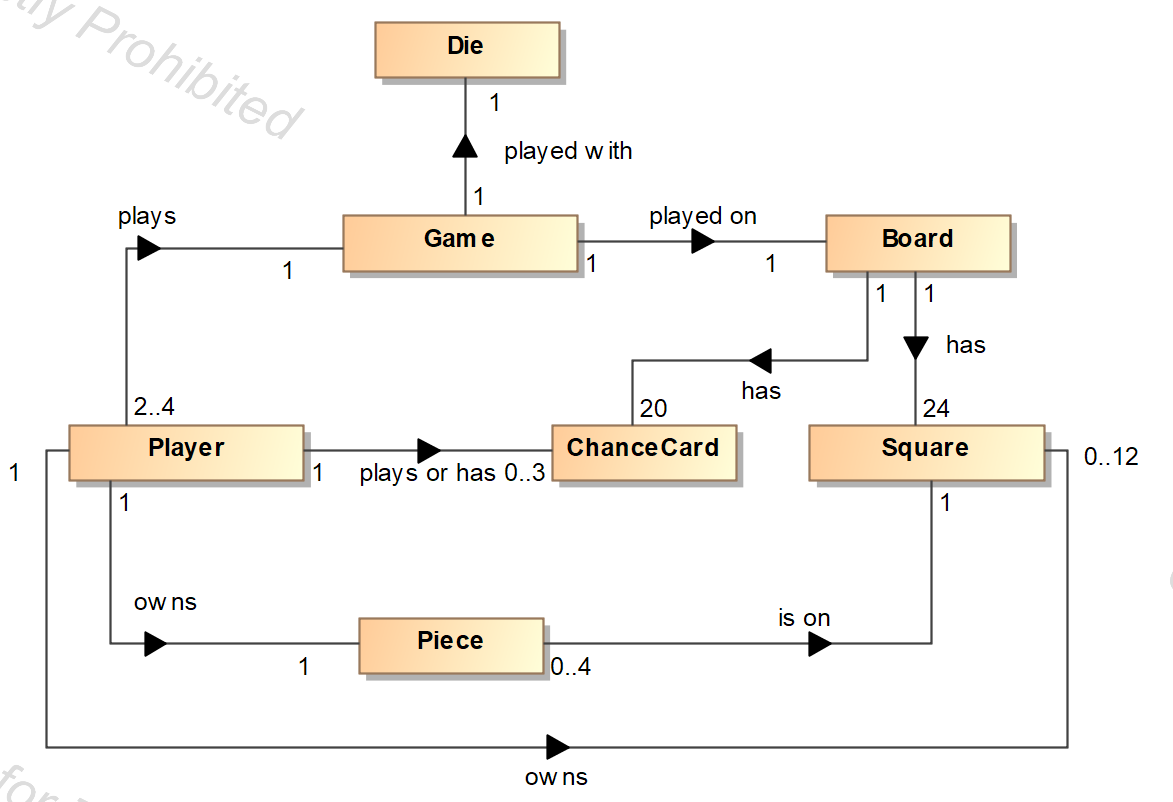 Prohibited
Die
1
played with
1
plays
Game
played on
Board
1
1
1
1
1
has
has
2..4
20
24
Player
ChanceCard
Square
1
1
plays or has 0..3
0..12
1
1
owns
is on
Piece
1
0..4
owns
for